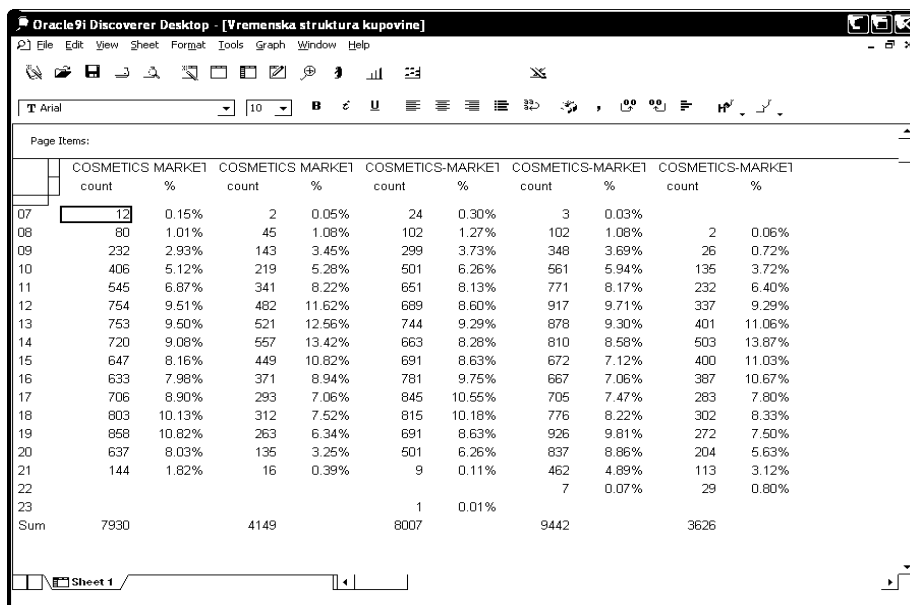 Oracle9i Discoverer Desktop - [Vremenska struktura kupovine]
File Edit View Sheet Format Tools Graph Window Help
Arial 10 B i U
Page Items:
COSMETICS MARKET COSMETICS MARKET COSMETICS-MARKET COSMETICS-MARKET COSMETICS-MARKET
count % count % count % count % count %
07 12 0.15% 2 0.05% 24 0.30% 3 0.03%
08 80 1.01% 45 1.08% 102 1.27% 102 1.08% 2 0.06%
09 232 2.93% 143 3.45% 299 3.73% 348 3.69% 26 0.72%
10 406 5.12% 219 5.28% 501 6.26% 561 5.94% 135 3.72%
11 545 6.87% 341 8.22% 651 8.13% 771 8.17% 232 6.40%
12 754 9.51% 482 11.62% 689 8.60% 917 9.71% 337 9.29%
13 753 9.50% 521 12.56% 744 9.29% 878 9.30% 401 11.06%
14 720 9.08% 557 13.42% 663 8.28% 810 8.58% 503 13.87%
15 647 8.16% 449 10.82% 691 8.63% 672 7.12% 400 11.03%
16 633 7.98% 371 8.94% 781 9.75% 667 7.06% 387 10.67%
17 706 8.90% 293 7.06% 845 10.55% 705 7.47% 283 7.80%
18 803 10.13% 312 7.52% 815 10.18% 776 8.22% 302 8.33%
19 858 10.82% 263 6.34% 691 8.63% 926 9.81% 272 7.50%
20 637 8.03% 135 3.25% 501 6.26% 837 8.86% 204 5.63%
21 144 1.82% 16 0.39% 9 0.11% 462 4.89% 113 3.12%
22 7 0.07% 29 0.80%
23 1 0.01%
Sum 7930 4149 8007 9442 3626
Sheet 1